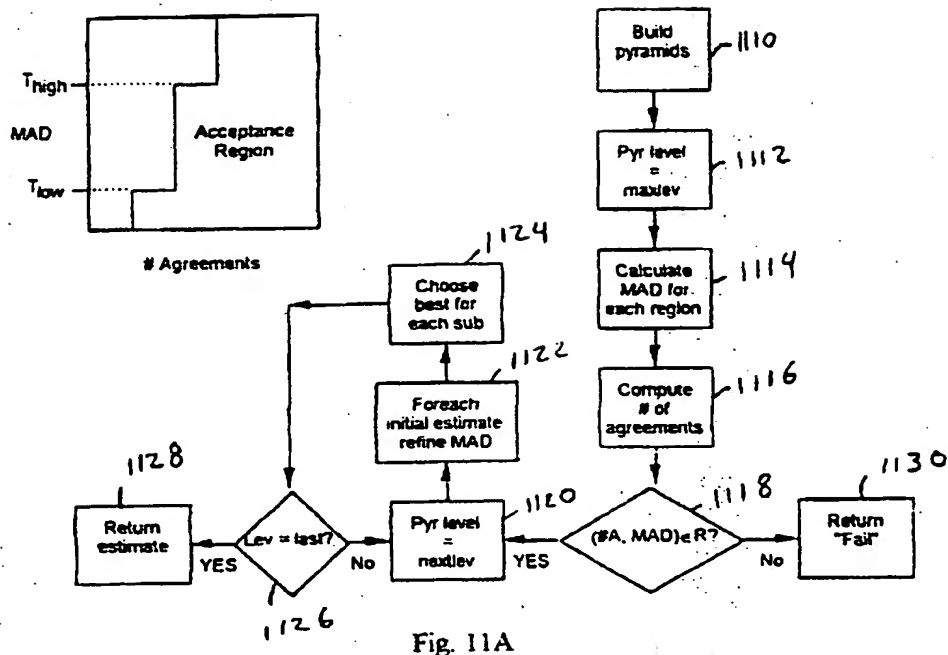 Thigh
MAD
Tlow
Acceptance
Region
# Agreements
Build
pyramids
1110
Pyr level
=
maxlev
1112
Calculate
MAD for
each region
1114
Compute
# of
agreements
1116
(#A, MAD)∈R?
1118
YES
No
Return
"Fail"
1130
Pyr level
=
nextlev
1120
Foreach
initial estimate
refine MAD
1122
Choose
best for
each sub
1124
Lev = last?
1126
YES
No
Return
estimate
1128
Fig. 11A